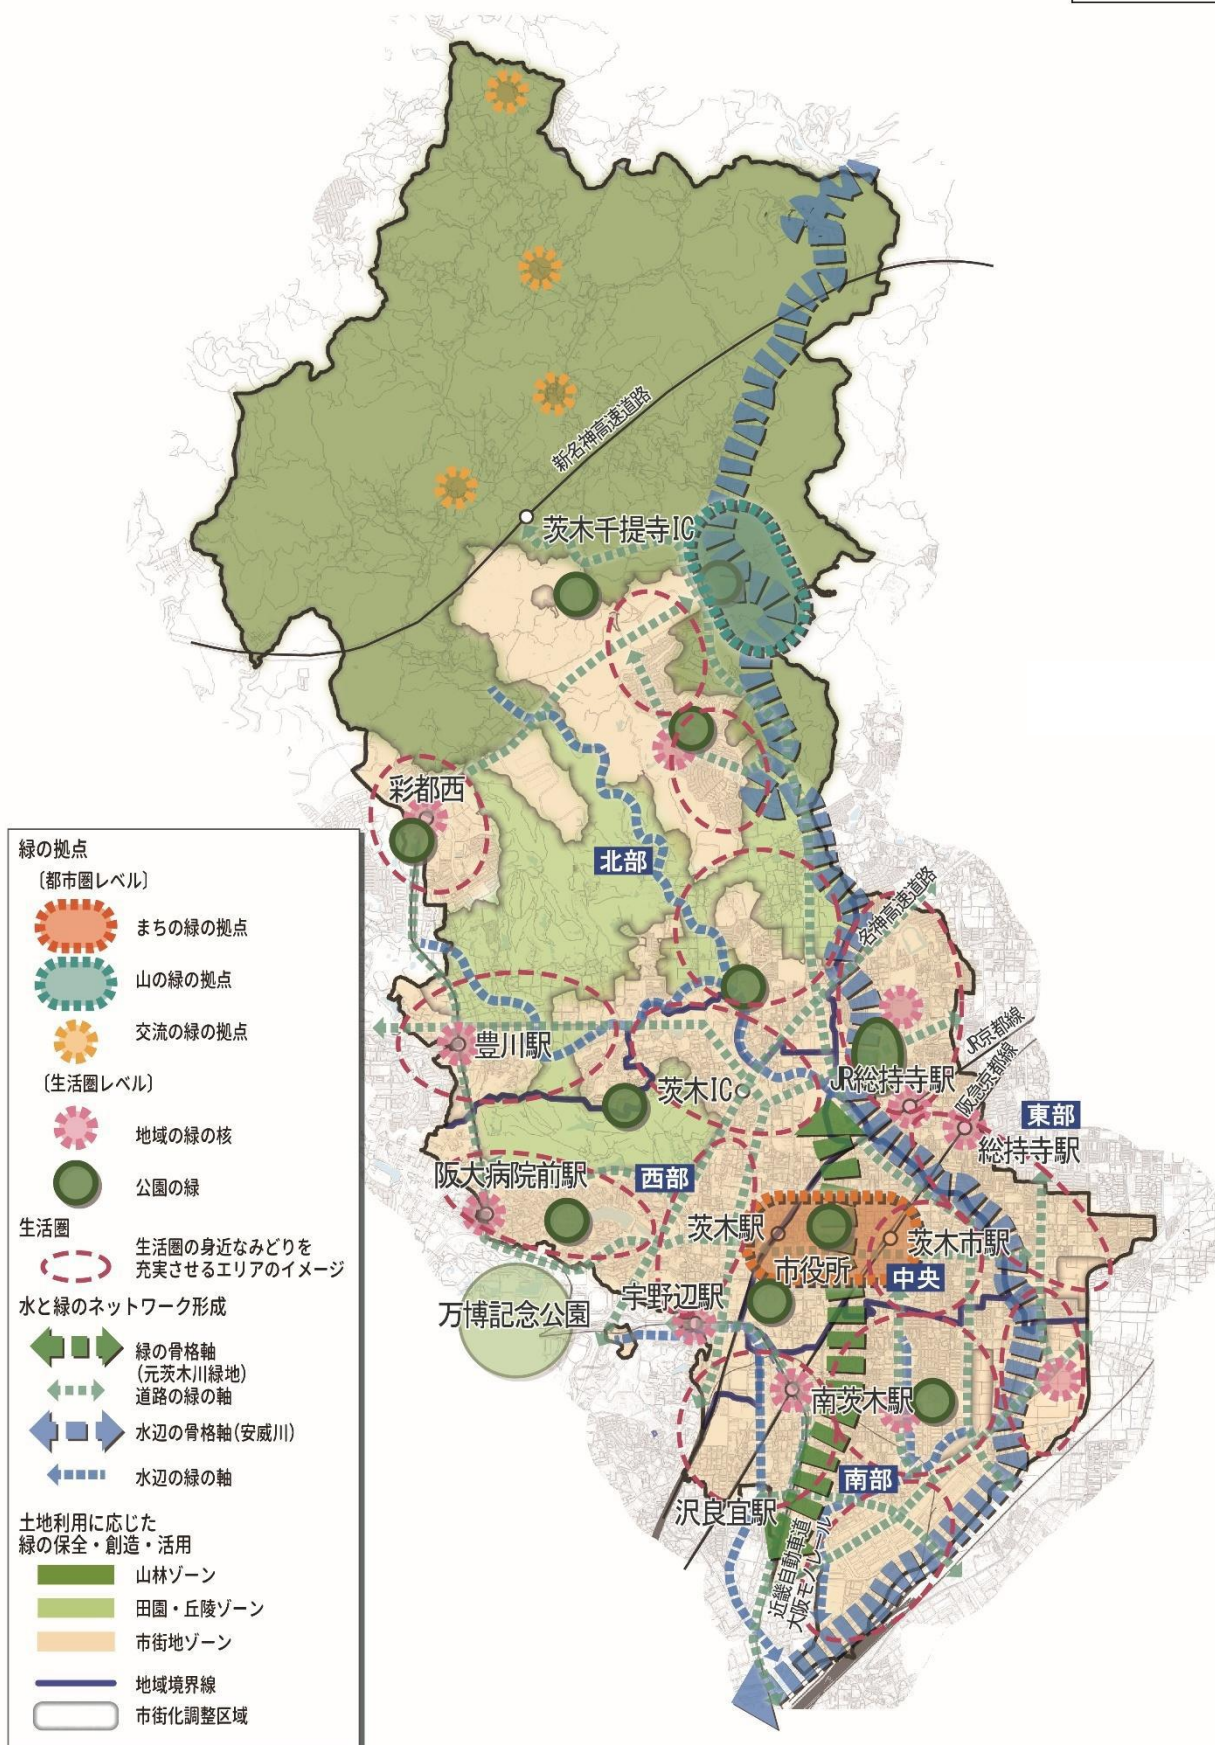 新名神高速道路
茨木千提寺IC
彩都西
北部
名神高速道路
JR京都線
阪急京都線
豊川駅
茨木IC
JR総持寺駅
東部
総持寺駅
阪大病院前駅
西部
茨木駅
茨木市駅
市役所
中央
宇野辺駅
万博記念公園
南茨木駅
南部
沢良宜駅
近畿自動車道
大阪モノレール
緑の拠点
〔都市圏レベル〕
まちの緑の拠点
山の緑の拠点
交流の緑の拠点
〔生活圏レベル〕
地域の緑の核
公園の緑
生活圏
生活圏の身近なみどりを
充実させるエリアのイメージ
水と緑のネットワーク形成
緑の骨格軸
(元茨木川緑地)
道路の緑の軸
水辺の骨格軸(安威川)
水辺の緑の軸
土地利用に応じた
緑の保全・創造・活用
山林ゾーン
田園・丘陵ゾーン
市街地ゾーン
地域境界線
市街化調整区域